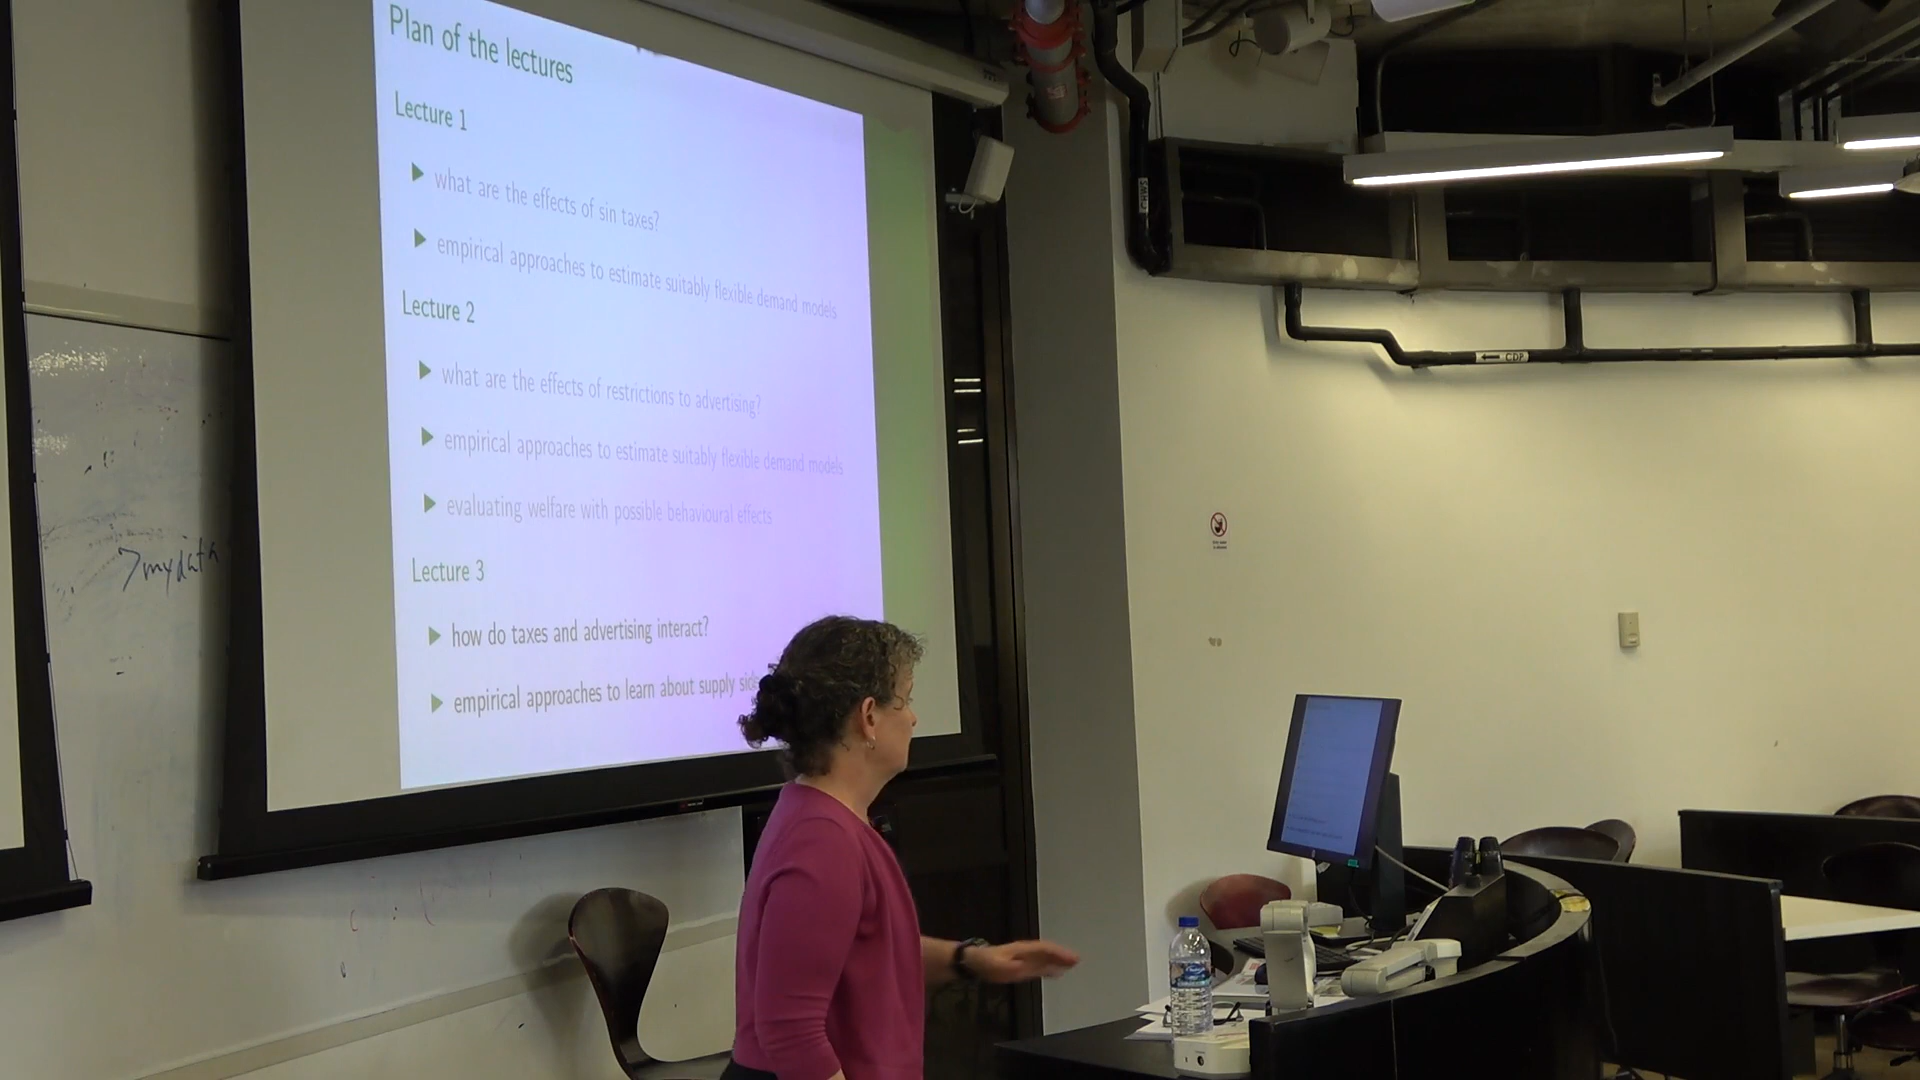 Plan of the lectures
Lecture 1
what are the effects of sin taxes?
empirical approaches to estimate suitably flexible demand models
Lecture 2
what are the effects of restrictions to advertising?
empirical approaches to estimate suitably flexible demand models
evaluating welfare with possible behavioural effects
Lecture 3
how do taxes and advertising interact?
empirical approaches to learn about supply side
>mydata
CHWS
← CDP